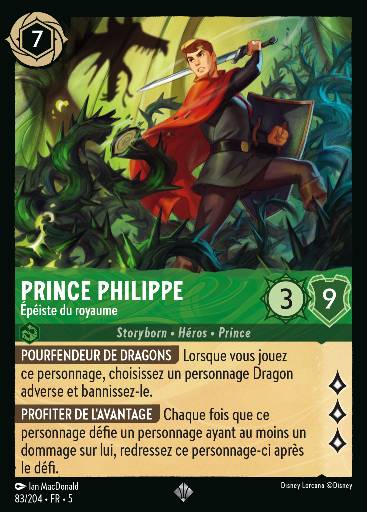 7
PRINCE PHILIPPE
Épéiste du royaume
3
9
Storyborn • Héros • Prince
POURFENDEUR DE DRAGONS Lorsque vous jouez
ce personnage, choisissez un personnage Dragon
adverse et bannissez-le.
PROFITER DE L'AVANTAGE Chaque fois que ce
personnage défie un personnage ayant au moins un
dommage sur lui, redressez ce personnage-ci après
le défi.
Ian MacDonald
Disney Lorcana ©Disney
83/204 • FR • 5